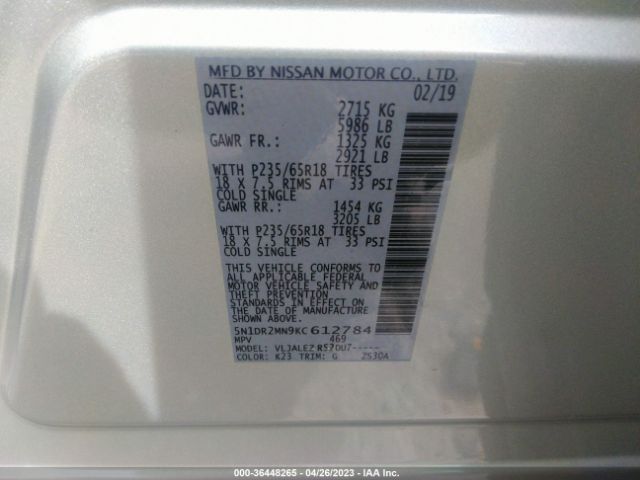 MFD BY NISSAN MOTOR CO., LTD.
DATE: 02/19
GVWR: 2715 KG
5986 LB
GAWR FR.: 1325 KG
2921 LB
WITH P235/65R18 TIRES
18 X 7.5 RIMS AT 33 PSI
COLD SINGLE
GAWR RR.: 1454 KG
3205 LB
WITH P235/65R18 TIRES
18 X 7.5 RIMS AT 33 PSI
COLD SINGLE
THIS VEHICLE CONFORMS TO
ALL APPLICABLE FEDERAL
MOTOR VEHICLE SAFETY AND
THEFT PREVENTION
STANDARDS IN EFFECT ON
THE DATE OF MANUFACTURE
SHOWN ABOVE.
5N1DR2MN9KC612784
MPV 469
MODEL:
COLOR: K23 TRIM: G 2S30A
000-36448265 - 04/26/2023 - IAA Inc.